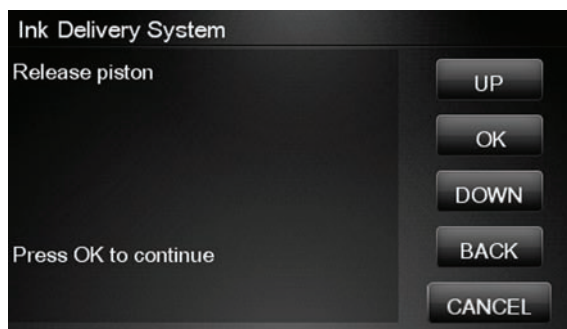 Ink Delivery System
Release piston
UP
OK
DOWN
Press OK to continue
BACK
CANCEL